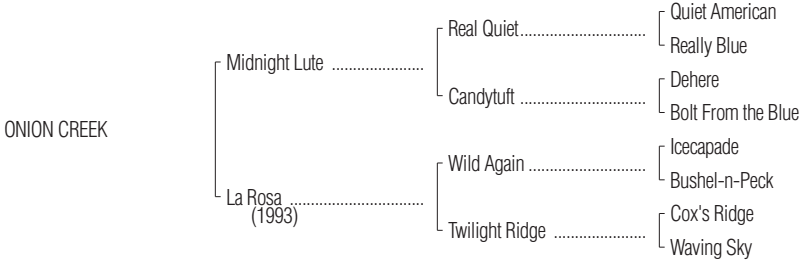 Quiet American
Real Quiet..............................
Really Blue
Midnight Lute ......................
Dehere
Candytuft ..............................
Bolt From the Blue
ONION CREEK
Icecapade
Wild Again ............................
Bushel-n-Peck
La Rosa ................................
(1993)
Cox's Ridge
Twilight Ridge ......................
Waving Sky